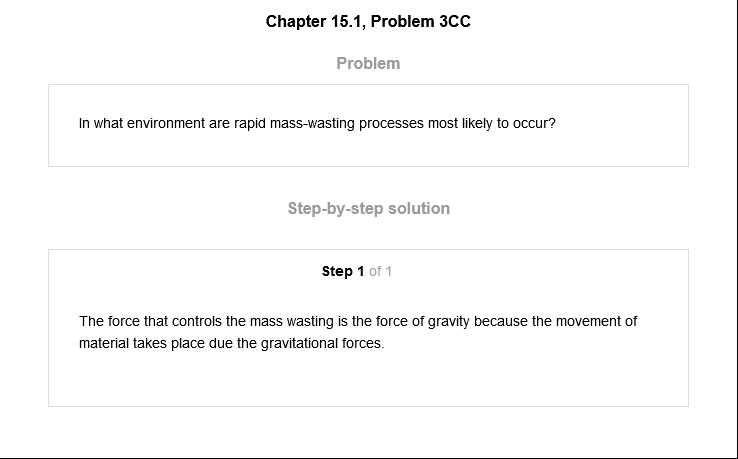 Chapter 15.1, Problem 3CC
Problem
In what environment are rapid mass-wasting processes most likely to occur?
Step-by-step solution
Step 1 of 1
The force that controls the mass wasting is the force of gravity because the movement of
material takes place due the gravitational forces.